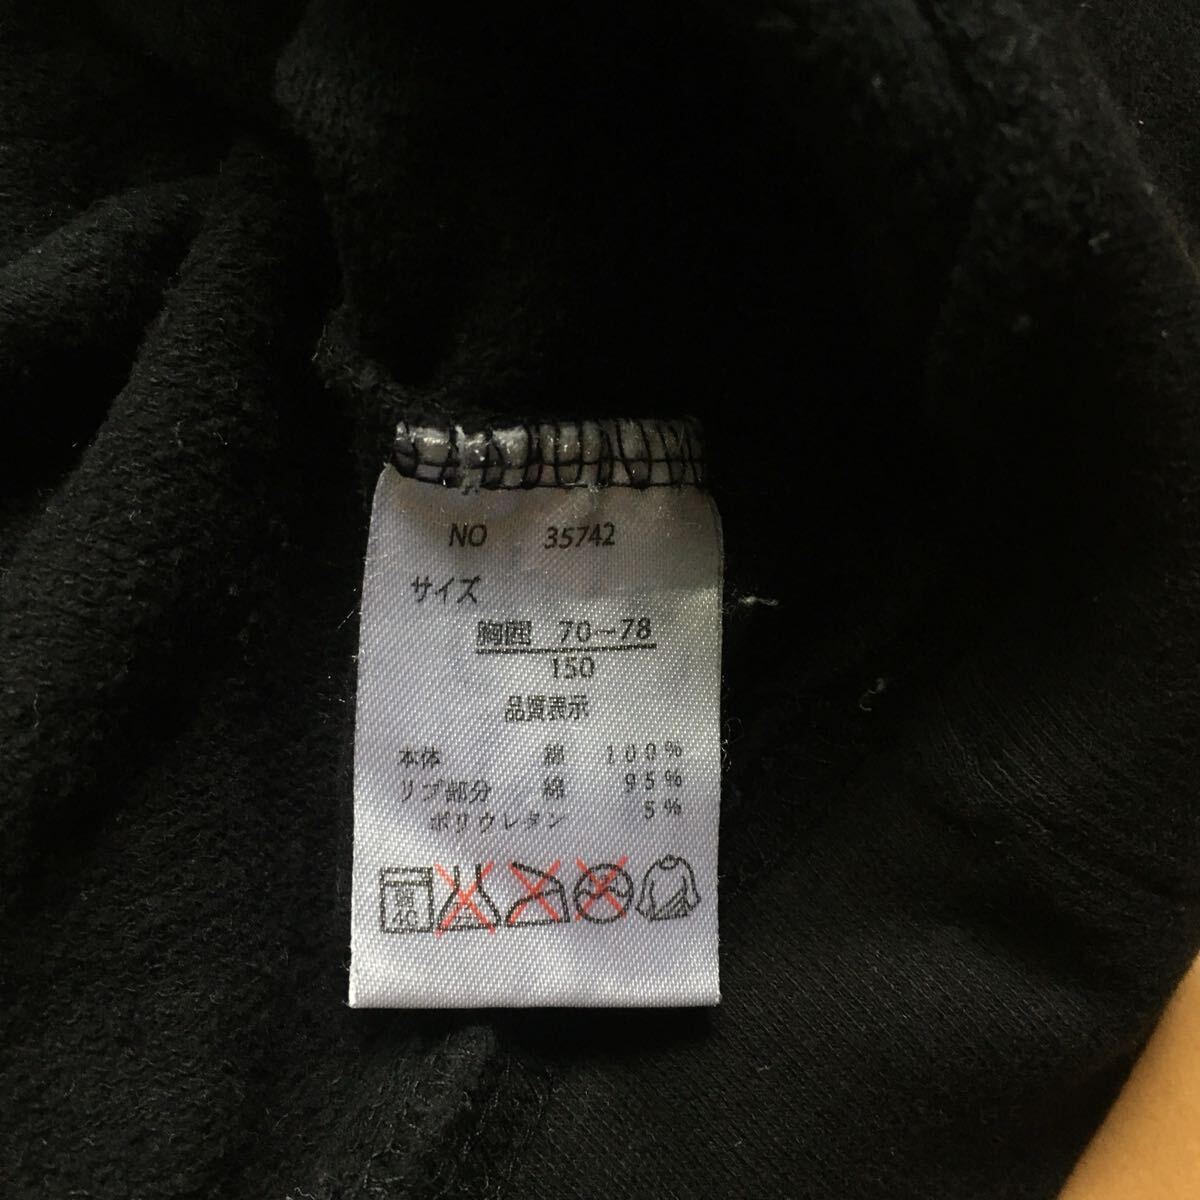 NO 35742
サイズ
胸囲 70-78
150
品質表示
本体 綿 100%
リブ部分 綿 95%
ポリウレタン 5%
40